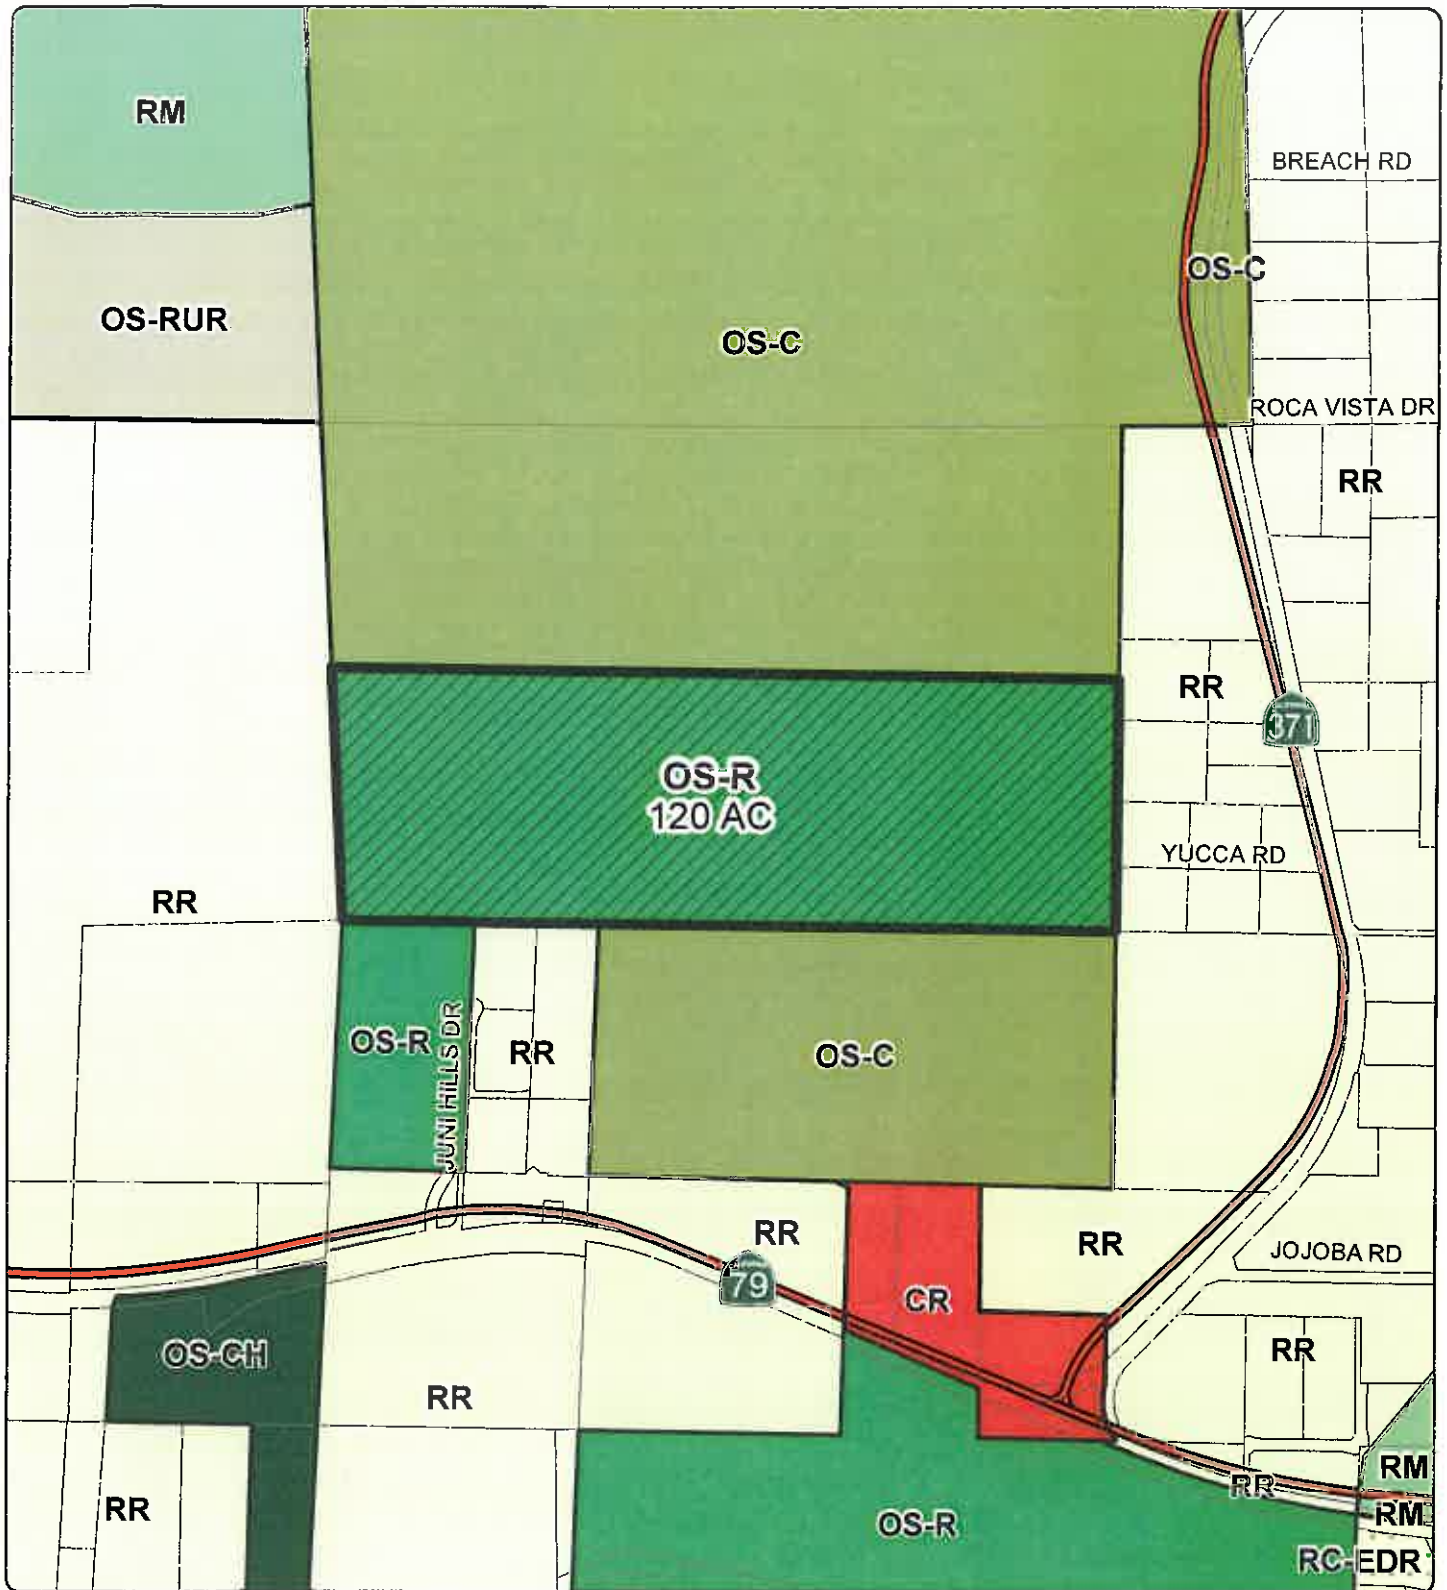 RM
BREACH RD
OS-C
OS-RUR
OS-C
ROCA VISTA DR
RR
RR
371
OS-R
120 AC
YUCCA RD
RR
OS-R
JUNI HILLS DR
RR
OS-C
RR
RR
JOJOBA RD
79
CR
OS-CH
RR
RR
RM
RR
RR
RM
OS-R
RC-EDR